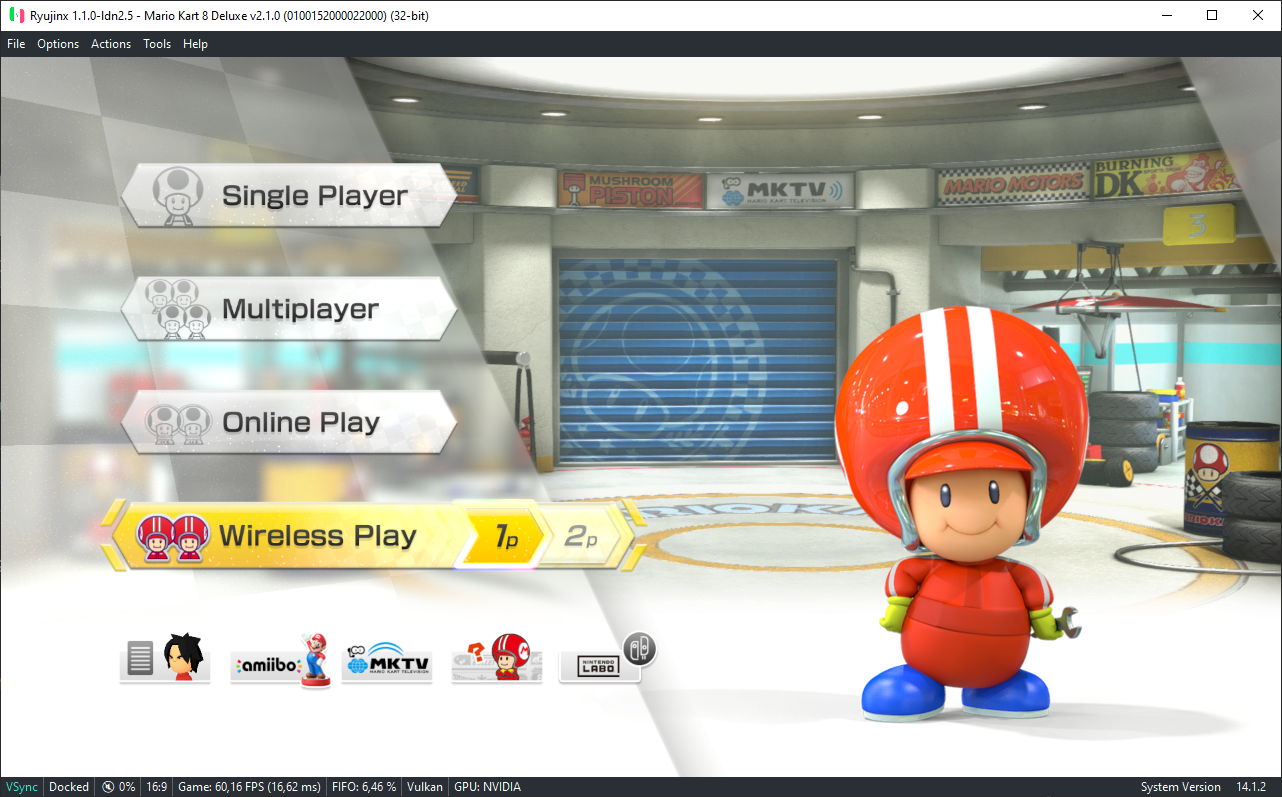 Ryujinx 1.1.0-ldn2.5 - Mario Kart 8 Deluxe v2.1.0 (0100152000022000) (32-bit)
File Options Actions Tools Help
MUSHROOM PISTON
MKTV
MARIO KART TELEVISION
MARIO MOTORS
BURNING DK
3
Single Player
Multiplayer
Online Play
Wireless Play 1p 2p
amiibo
MKTV
MARIO KART TELEVISION
?
M
NINTENDO LABO
VSync Docked 0% 16:9 Game: 60,16 FPS (16,62 ms) FIFO: 6,46 % Vulkan GPU: NVIDIA System Version 14.1.2